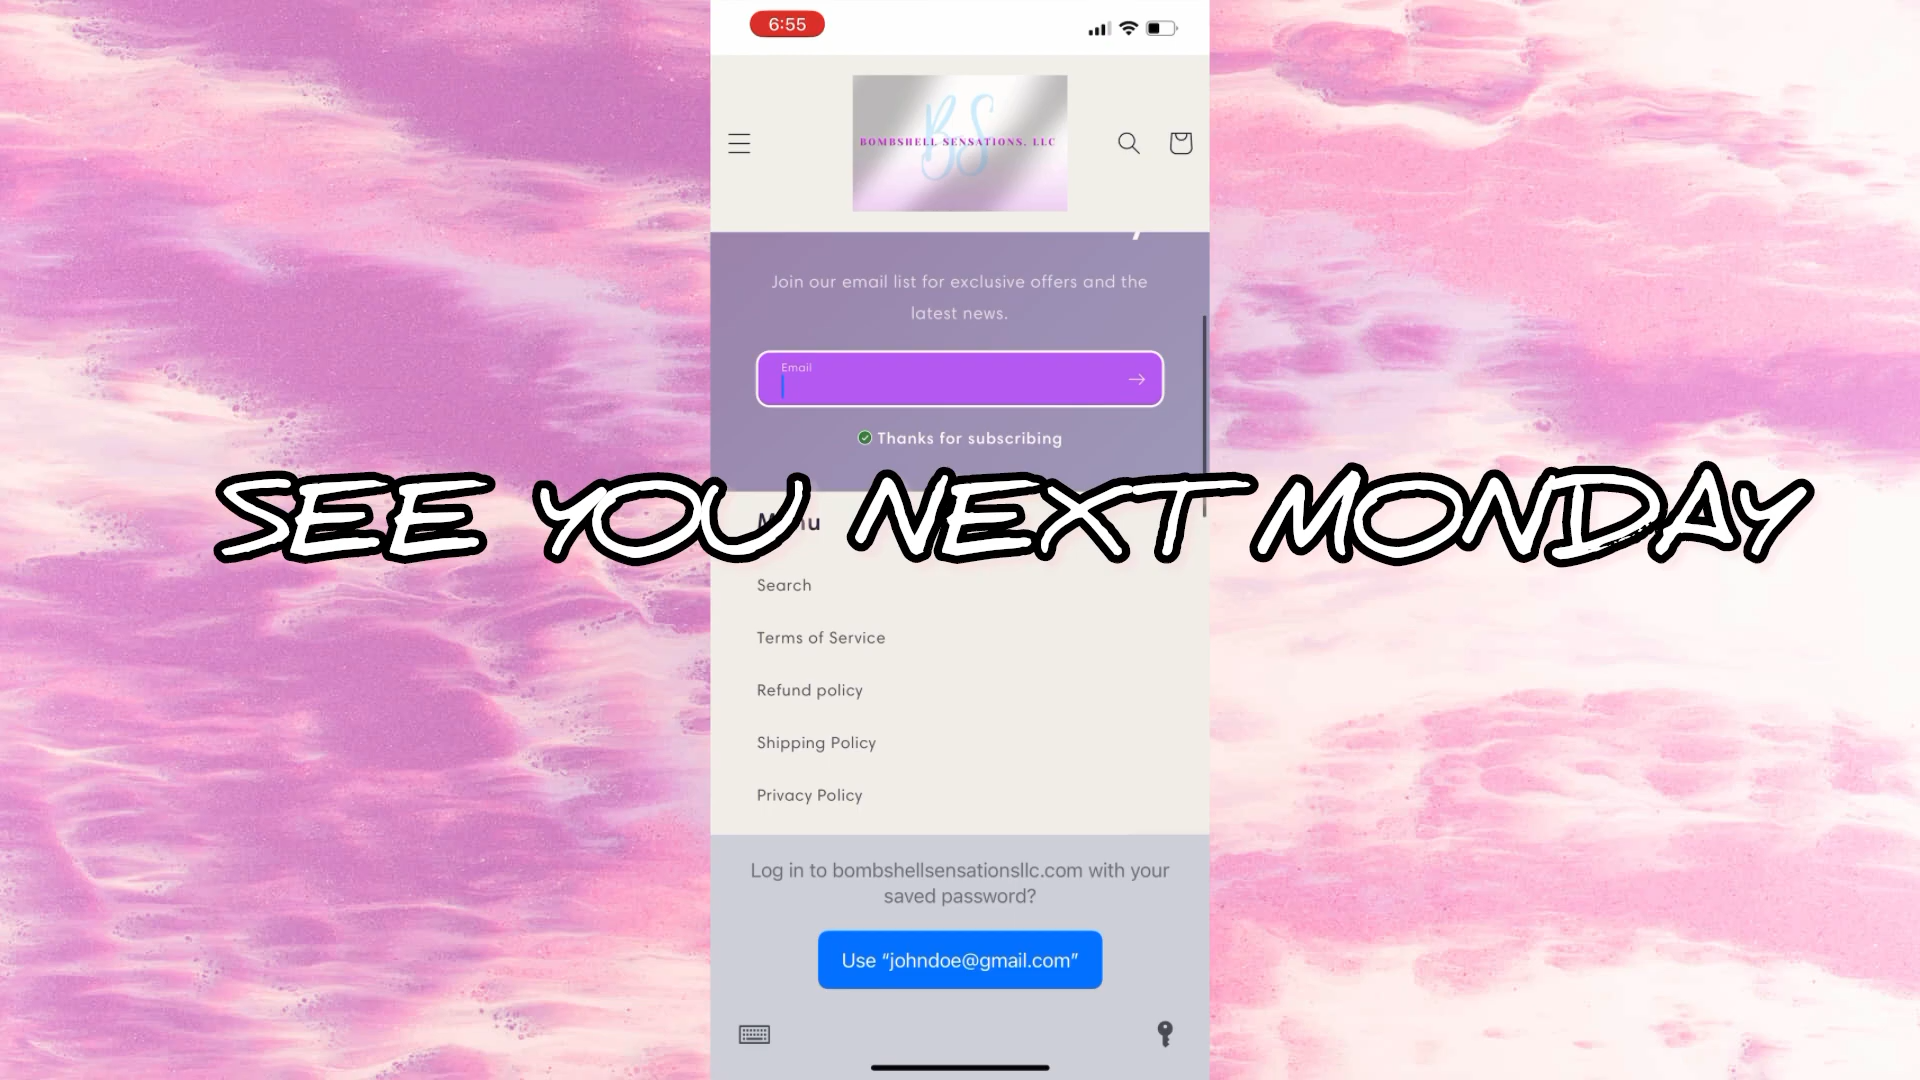 6:55
BS
BOMBSHELL SENSATIONS, LLC
Join our email list for exclusive offers and the
latest news.
Email
Thanks for subscribing
SEE YOU NEXT MONDAY
Menu
Search
Terms of Service
Refund policy
Shipping Policy
Privacy Policy
Log in to bombshellsensationsllc.com with your
saved password?
Use “johndoe@gmail.com”